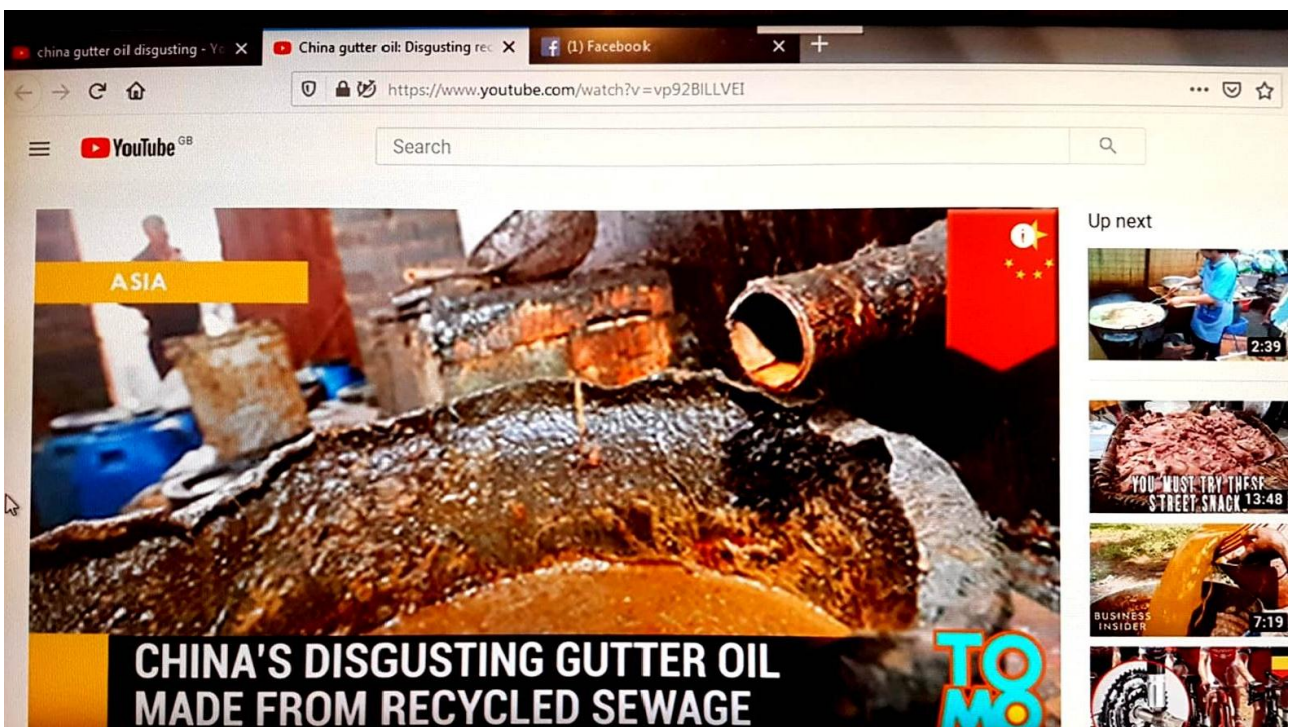 china gutter oil disgusting - Yo
China gutter oil: Disgusting rec
(1) Facebook
https://www.youtube.com/watch?v=vp92BILLVEI
YouTube GB
Search
Up next
ASIA
2:39
YOU MUST TRY THESE
STREET SNACK
13:48
BUSINESS
INSIDER
7:19
CHINA'S DISGUSTING GUTTER OIL
MADE FROM RECYCLED SEWAGE
TO
MO